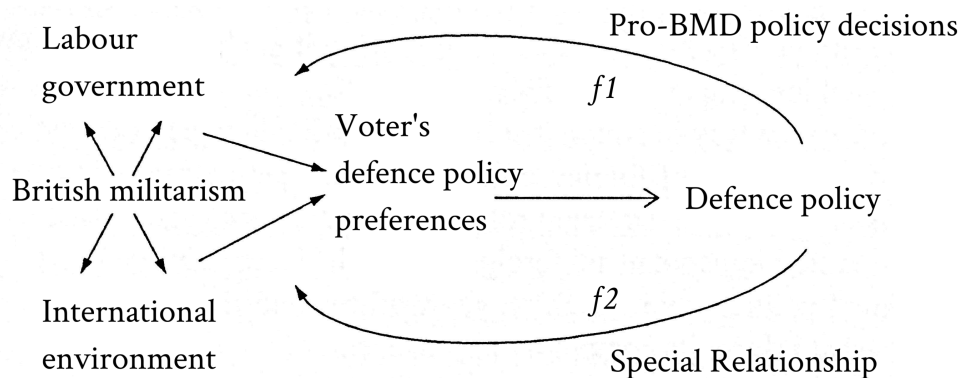 Labour
government
British militarism
International
environment
Voter's
defence policy
preferences
Pro-BMD policy decisions
f1
Defence policy
f2
Special Relationship